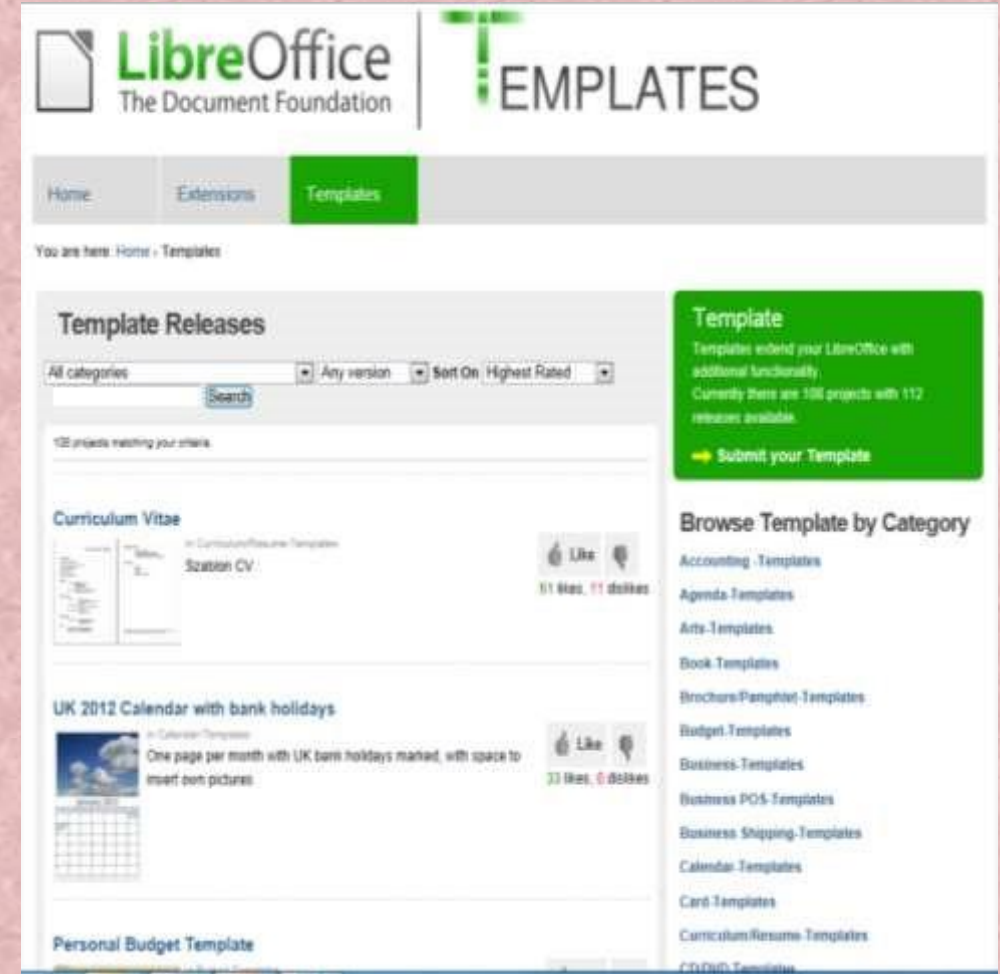 LibreOffice
The Document Foundation
TEMPLATES
Home
Extensions
Templates
You are here: Home › Templates
Template Releases
All categories
Any version
Sort On
Highest Rated
Search
projects matching your criteria.
Curriculum Vitae
in Curriculum/Resume-Templates
Szablon CV
Like
61 likes, 11 dislikes
UK 2012 Calendar with bank holidays
in Calendar-Templates
One page per month with UK bank holidays marked, with space to
insert own pictures
Like
33 likes, 0 dislikes
Personal Budget Template
Template
Templates extend your LibreOffice with
additional functionality.
Currently there are projects with 112
releases available.
Submit your Template
Browse Template by Category
Accounting -Templates
Agenda-Templates
Arts-Templates
Book-Templates
Brochure/Pamphlet-Templates
Budget-Templates
Business-Templates
Business POS-Templates
Business Shipping-Templates
Calendar-Templates
Card-Templates
Curriculum/Resume-Templates
CD/DVD-Templates